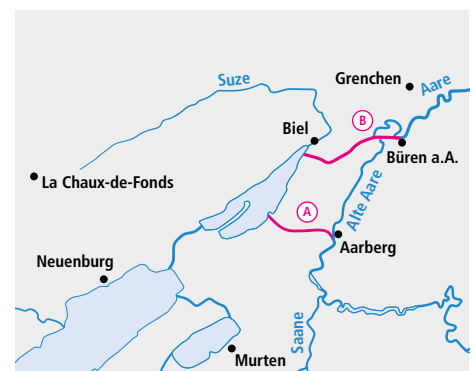 Suze
Grenchen
Aare
B
Biel
Büren a.A.
La Chaux-de-Fonds
Alte Aare
A
Aarberg
Neuenburg
Saane
Murten